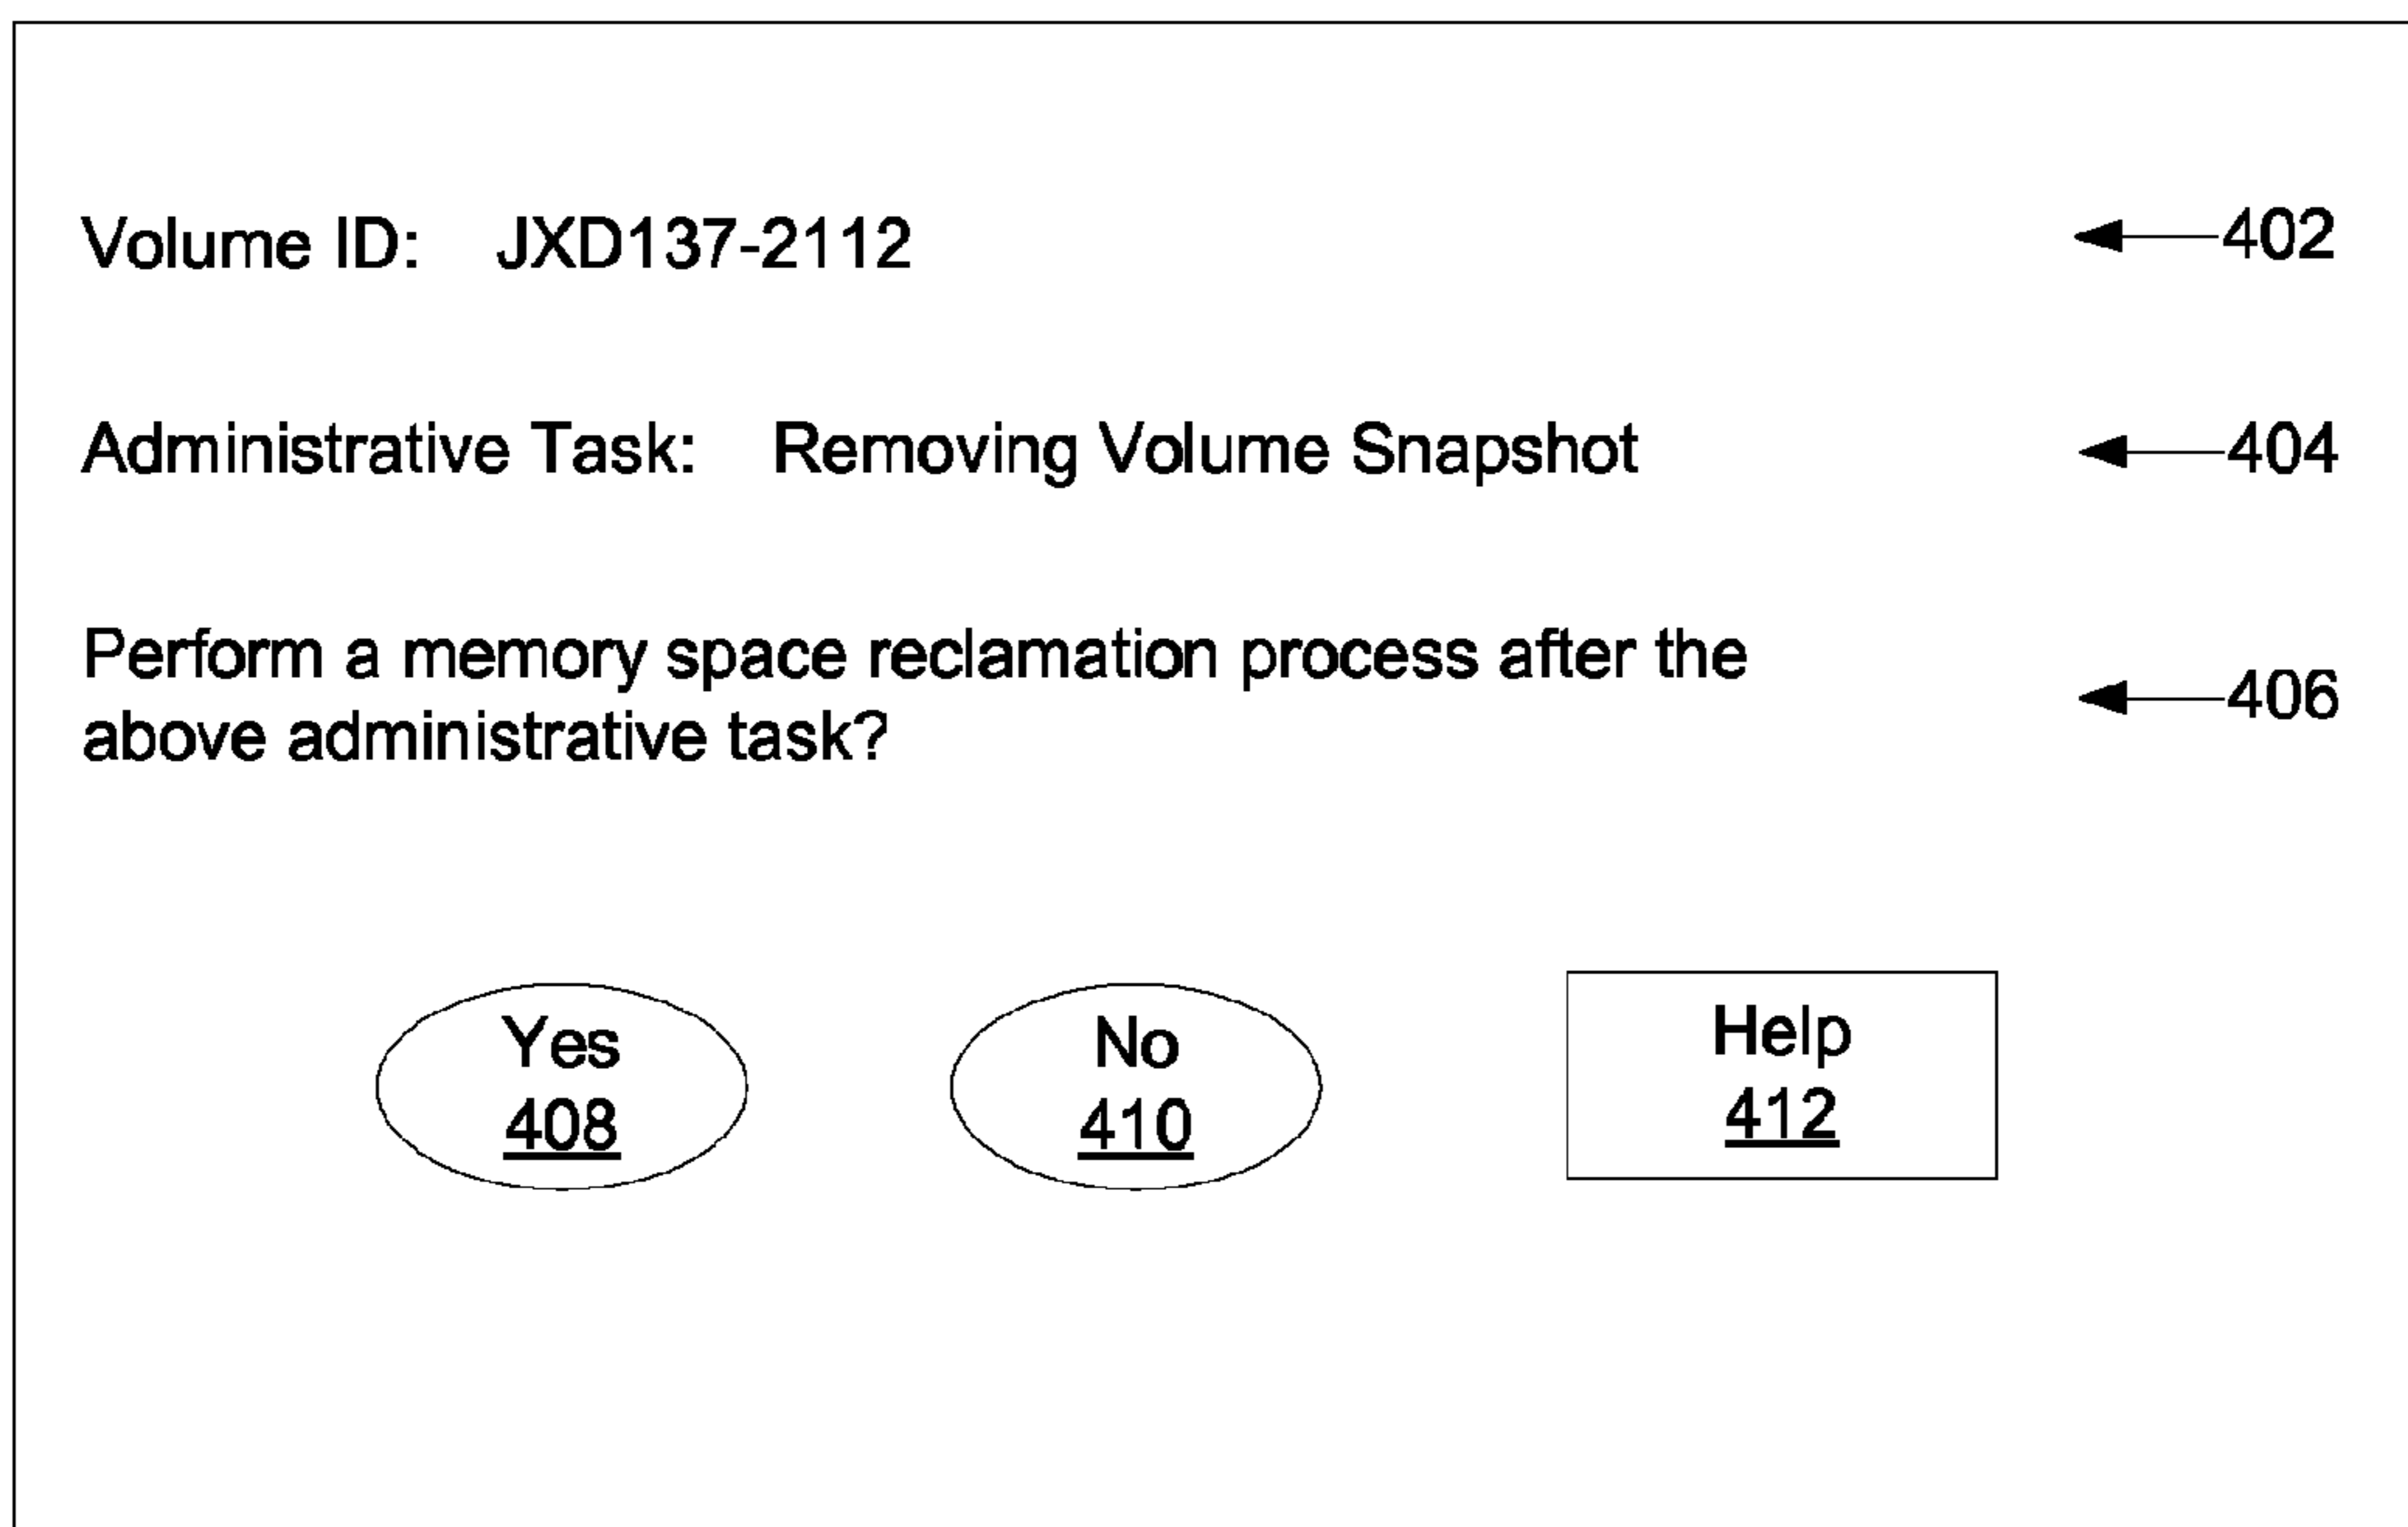 Volume ID: JXD137-2112 402
Administrative Task: Removing Volume Snapshot 404
Perform a memory space reclamation process after the
above administrative task? 406
Yes No Help
408 410 412